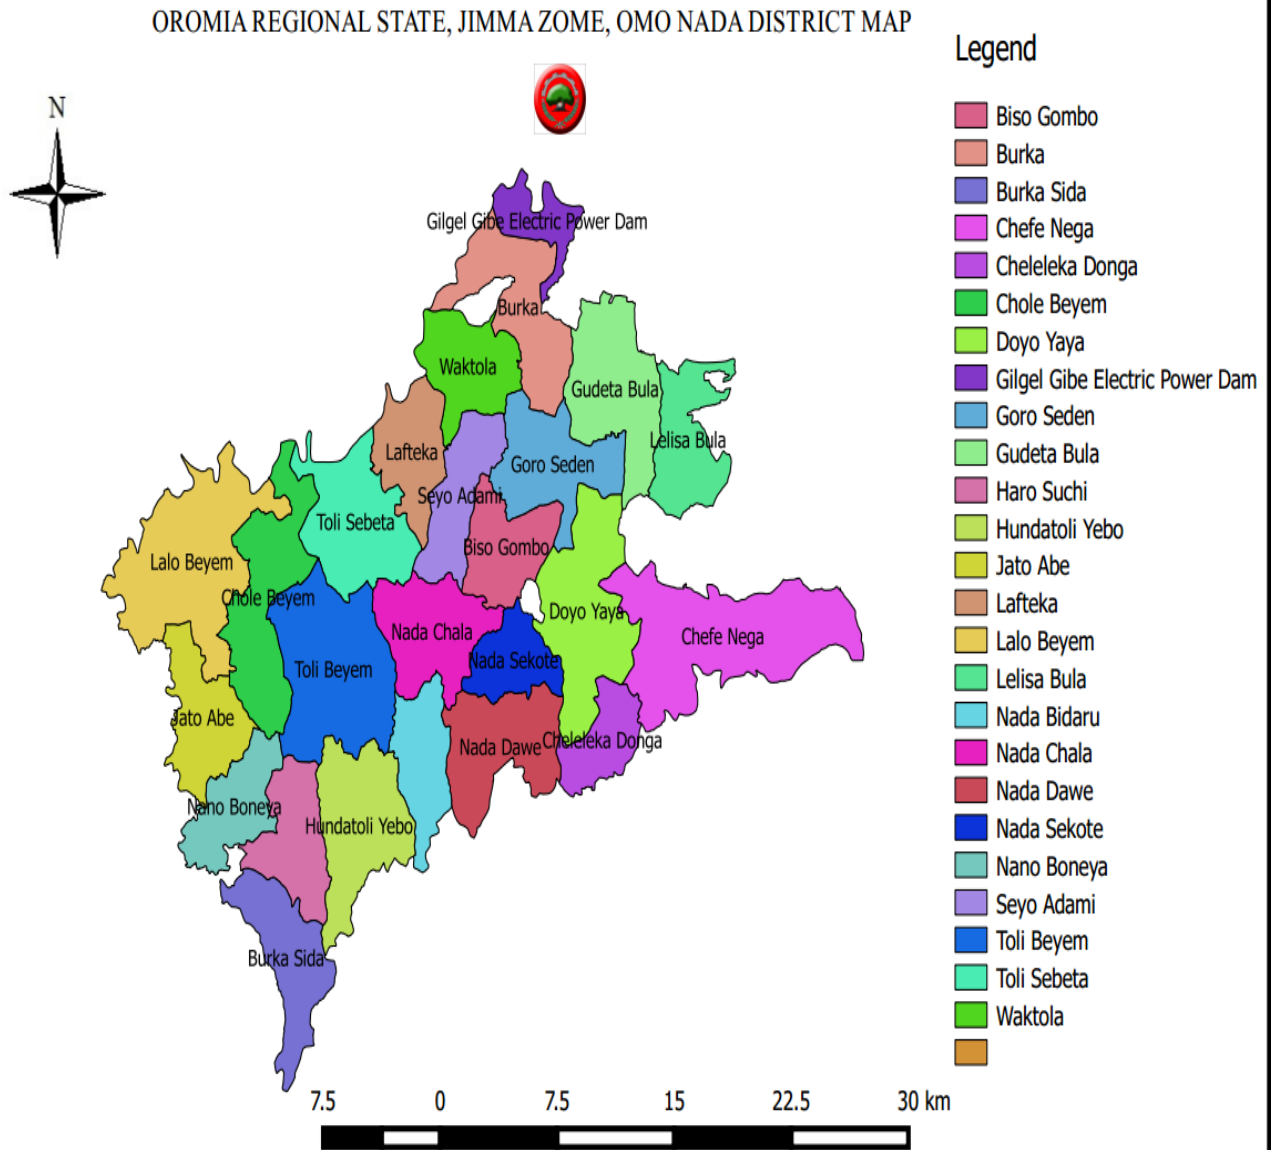 OROMIA REGIONAL STATE, JIMMA ZOME, OMO NADA DISTRICT MAP
N
Gilgel Gibe Electric Power Dam
Burka
Waktola
Gudeta Bula
Lelisa Bula
Lafteka
Goro Seden
Seyo Adami
Toli Sebeta
Biso Gombo
Lalo Beyem
Chole Beyem
Doyo Yaya
Nada Chala
Chefe Nega
Nada Sekote
Toli Beyem
Jato Abe
Nada Dawe
Cheleleka Donga
Nano Boneya
Hundatoli Yebo
Burka Sida
7.5 0 7.5 15 22.5 30 km
Legend
Biso Gombo
Burka
Burka Sida
Chefe Nega
Cheleleka Donga
Chole Beyem
Doyo Yaya
Gilgel Gibe Electric Power Dam
Goro Seden
Gudeta Bula
Haro Suchi
Hundatoli Yebo
Jato Abe
Lafteka
Lalo Beyem
Lelisa Bula
Nada Bidaru
Nada Chala
Nada Dawe
Nada Sekote
Nano Boneya
Seyo Adami
Toli Beyem
Toli Sebeta
Waktola